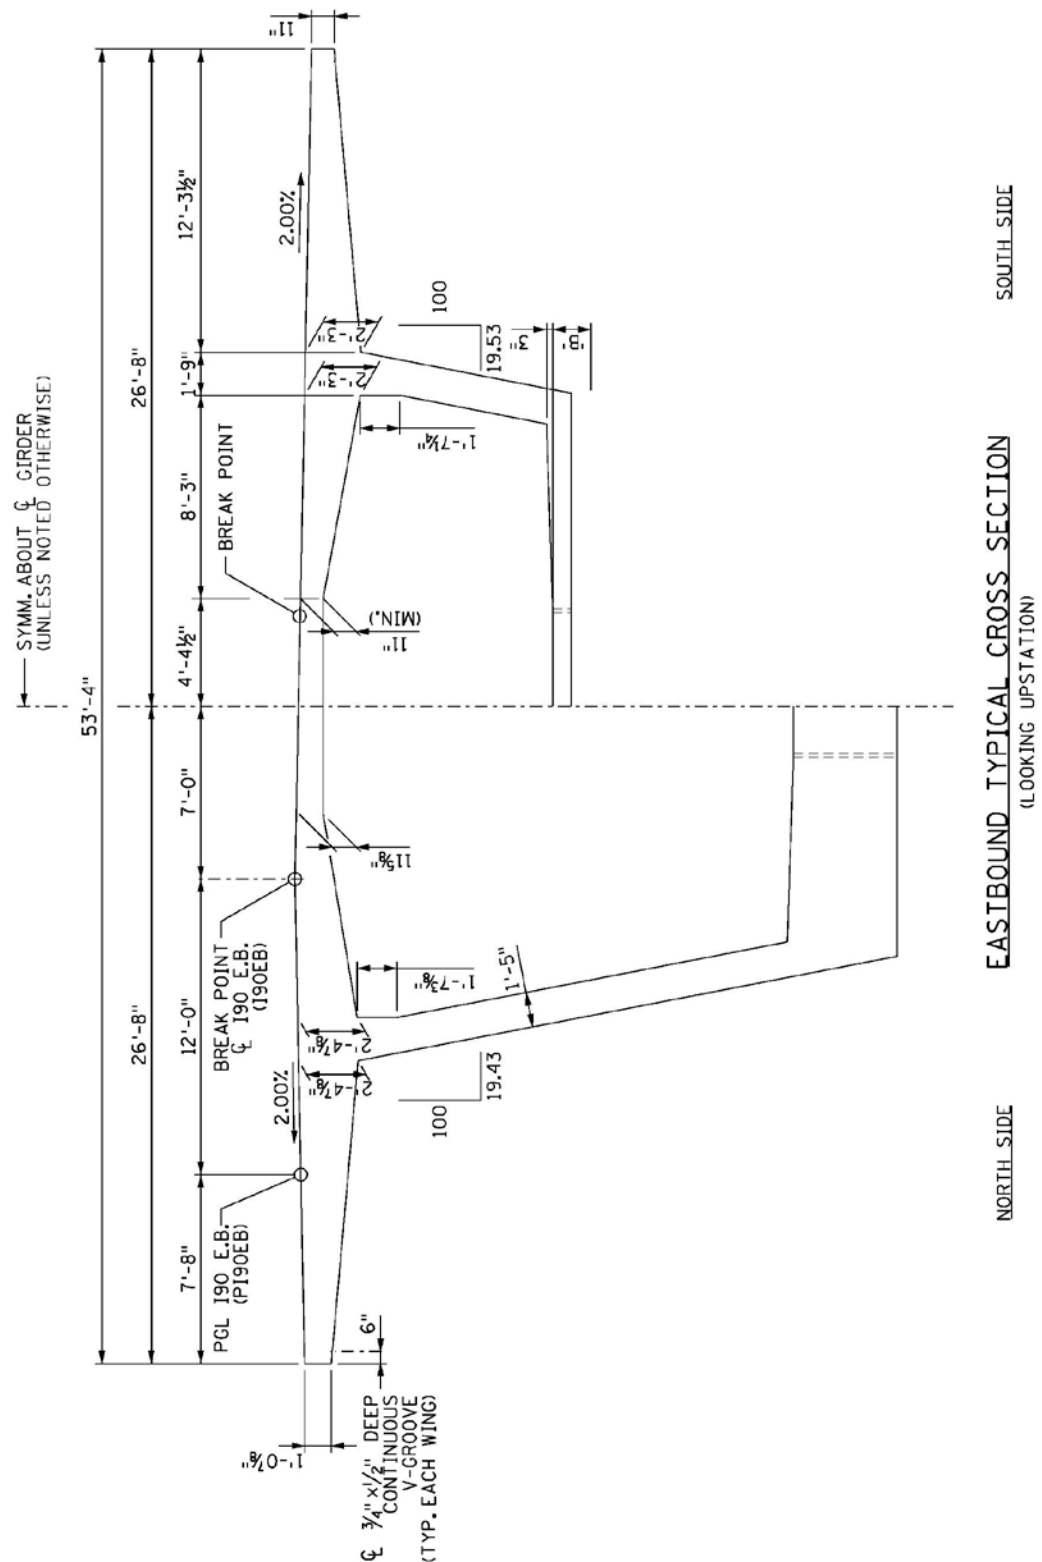 SYMM. ABOUT ℄ GIRDER
(UNLESS NOTED OTHERWISE)
53'-4"
26'-8"
26'-8"
7'-8"
12'-0"
7'-0"
4'-4½"
8'-3"
1'-9"
12'-3½"
11"
PGL I90 E.B.
(PI90EB)
2.00%
BREAK POINT
℄ I90 E.B.
(I90EB)
BREAK POINT
2.00%
1'-0⅞"
6"
℄ ¾"x½" DEEP
CONTINUOUS
V-GROOVE
(TYP. EACH WING)
2'-4⅞"
2'-4⅞"
11⅝"
11"
(MIN.)
2'-3"
2'-3"
100
19.43
1'-7⅜"
1'-5"
1'-7¼"
100
19.53
3"
'B'
NORTH SIDE
SOUTH SIDE
EASTBOUND TYPICAL CROSS SECTION
(LOOKING UPSTATION)